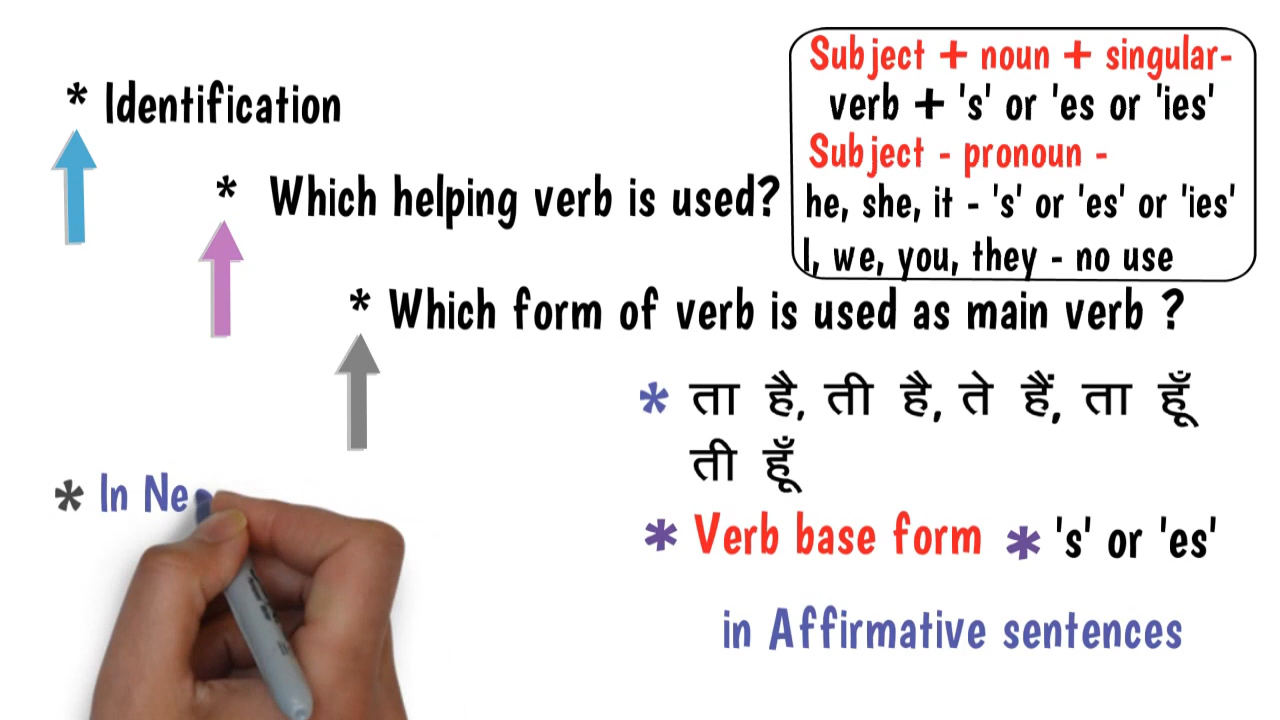 * Identification
* Which helping verb is used?
Subject + noun + singular-
verb + 's' or 'es or 'ies'
Subject - pronoun -
he, she, it - 's' or 'es' or 'ies'
I, we, you, they - no use
* Which form of verb is used as main verb ?
* ता है, ती है, ते हैं, ता हूँ
ती हूँ
* Verb base form * 's' or 'es'
in Affirmative sentences
* In Ne